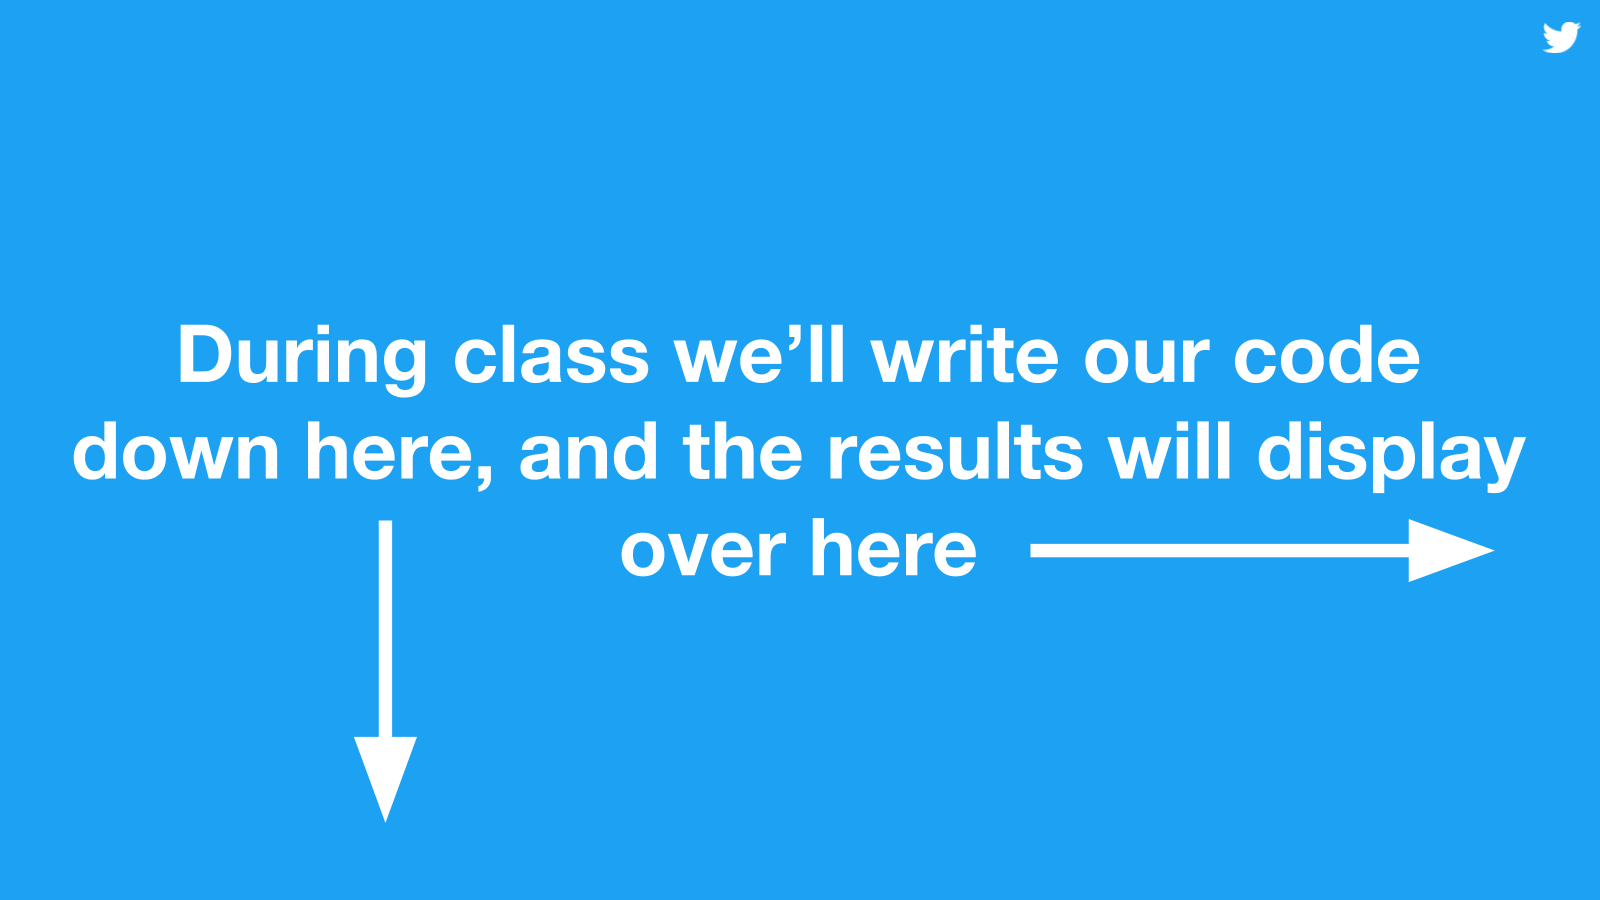 During class we’ll write our code
down here, and the results will display
over here